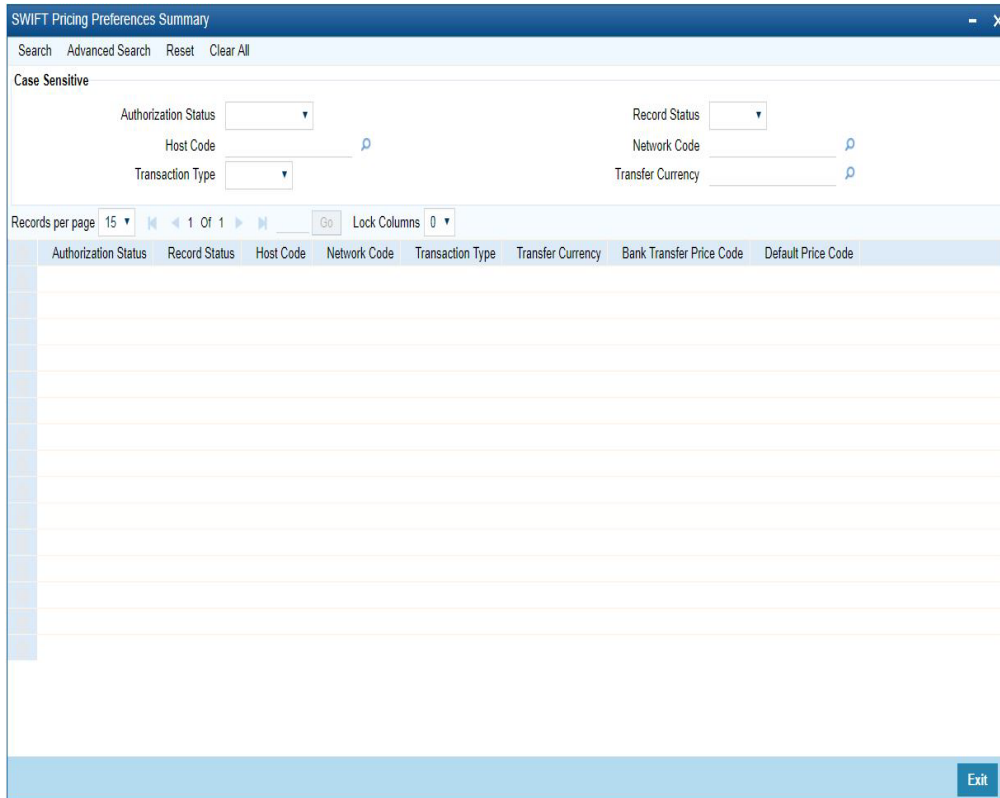 SWIFT Pricing Preferences Summary
Search Advanced Search Reset Clear All
Case Sensitive
Authorization Status Record Status
Host Code Network Code
Transaction Type Transfer Currency
Records per page 15 1 Of 1 Go Lock Columns 0
Authorization Status Record Status Host Code Network Code Transaction Type Transfer Currency Bank Transfer Price Code Default Price Code
Exit